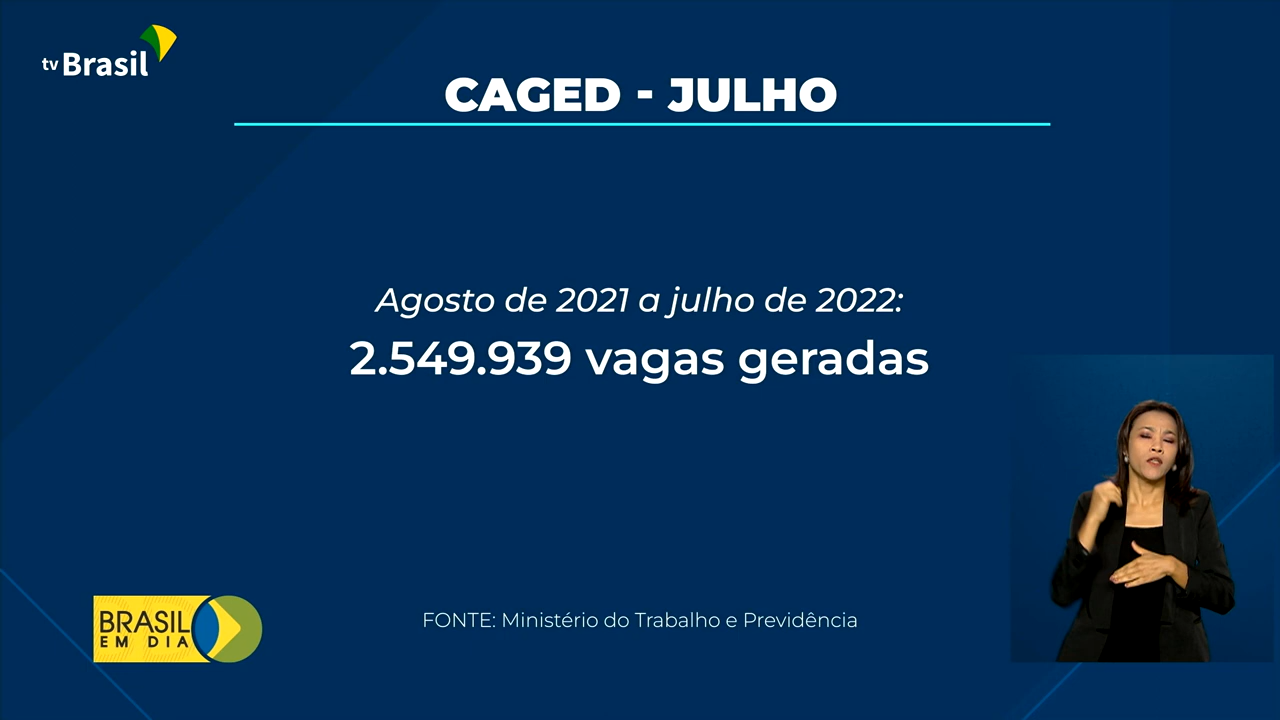 tv Brasil
CAGED - JULHO
Agosto de 2021 a julho de 2022:
2.549.939 vagas geradas
BRASIL
EM DIA
FONTE: Ministério do Trabalho e Previdência